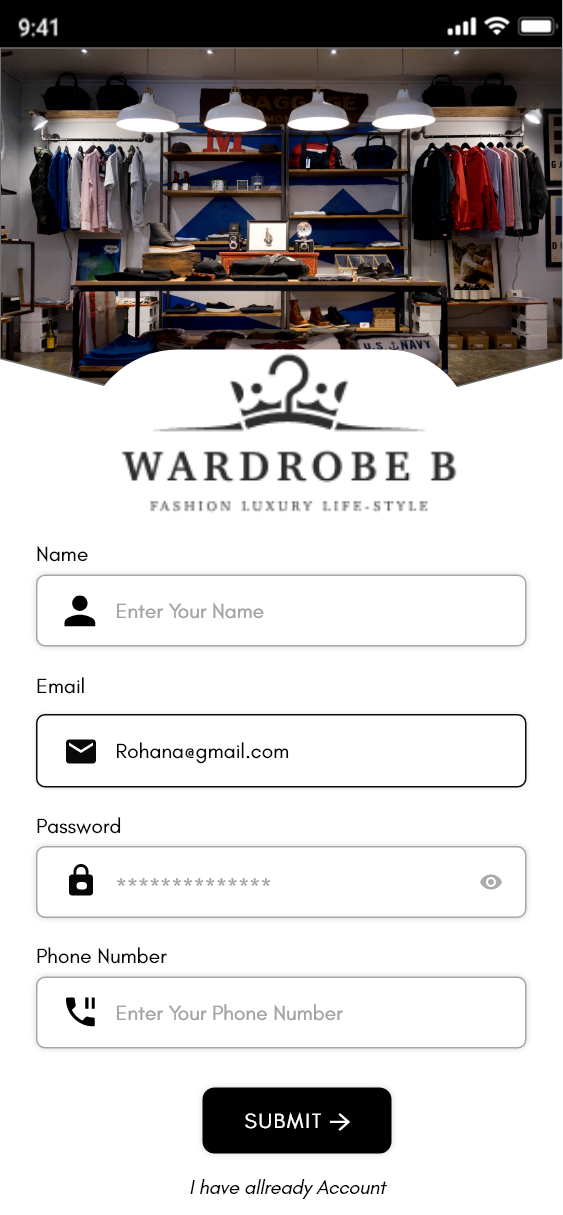 9:41
BAGGAGE
M
U.S. NAVY
WARDROBE B
FASHION LUXURY LIFE-STYLE
Name
Enter Your Name
Email
Rohana@gmail.com
Password
**************
Phone Number
Enter Your Phone Number
SUBMIT →
I have allready Account